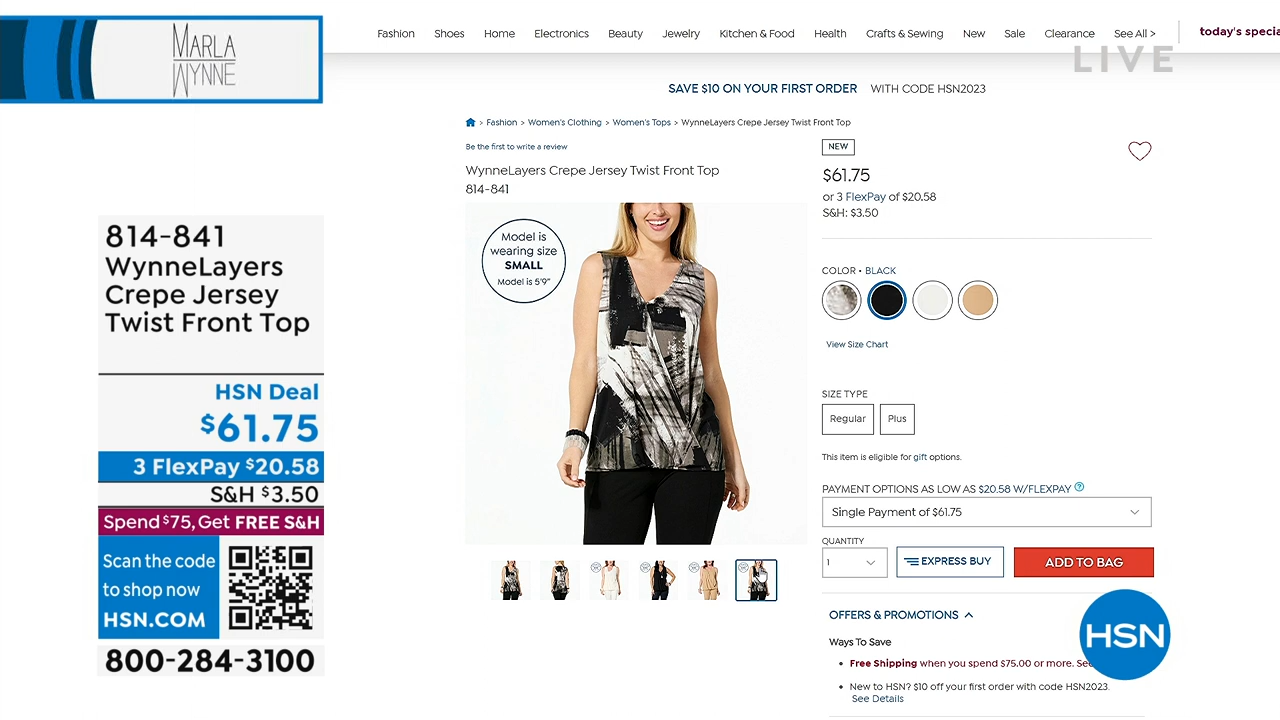 MARLA
WYNNE
Fashion Shoes Home Electronics Beauty Jewelry Kitchen & Food Health Crafts & Sewing New Sale Clearance See All >
today's specia
LIVE
SAVE $10 ON YOUR FIRST ORDER WITH CODE HSN2023
> Fashion > Women's Clothing > Women's Tops > WynneLayers Crepe Jersey Twist Front Top
Be the first to write a review
WynneLayers Crepe Jersey Twist Front Top
814-841
Model is
wearing size
SMALL
Model is 5'9"
NEW
$61.75
or 3 FlexPay of $20.58
S&H: $3.50
COLOR • BLACK
View Size Chart
SIZE TYPE
Regular
Plus
This item is eligible for gift options.
PAYMENT OPTIONS AS LOW AS $20.58 W/FLEXPAY ?
Single Payment of $61.75
QUANTITY
1
EXPRESS BUY
ADD TO BAG
OFFERS & PROMOTIONS
Ways To Save
• Free Shipping when you spend $75.00 or more. Se
• New to HSN? $10 off your first order with code HSN2023.
See Details
HSN
814-841
WynneLayers
Crepe Jersey
Twist Front Top
HSN Deal
$61.75
3 FlexPay $20.58
S&H $3.50
Spend $75, Get FREE S&H
Scan the code
to shop now
HSN.COM
800-284-3100